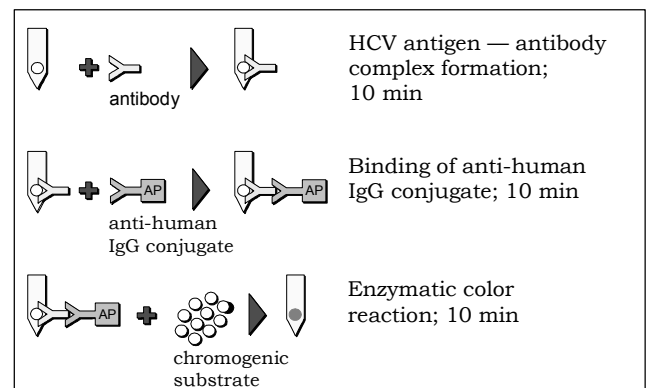 HCV antigen — antibody
complex formation;
10 min
antibody
Binding of anti-human
IgG conjugate; 10 min
AP
AP
anti-human
IgG conjugate
Enzymatic color
reaction; 10 min
AP
chromogenic
substrate